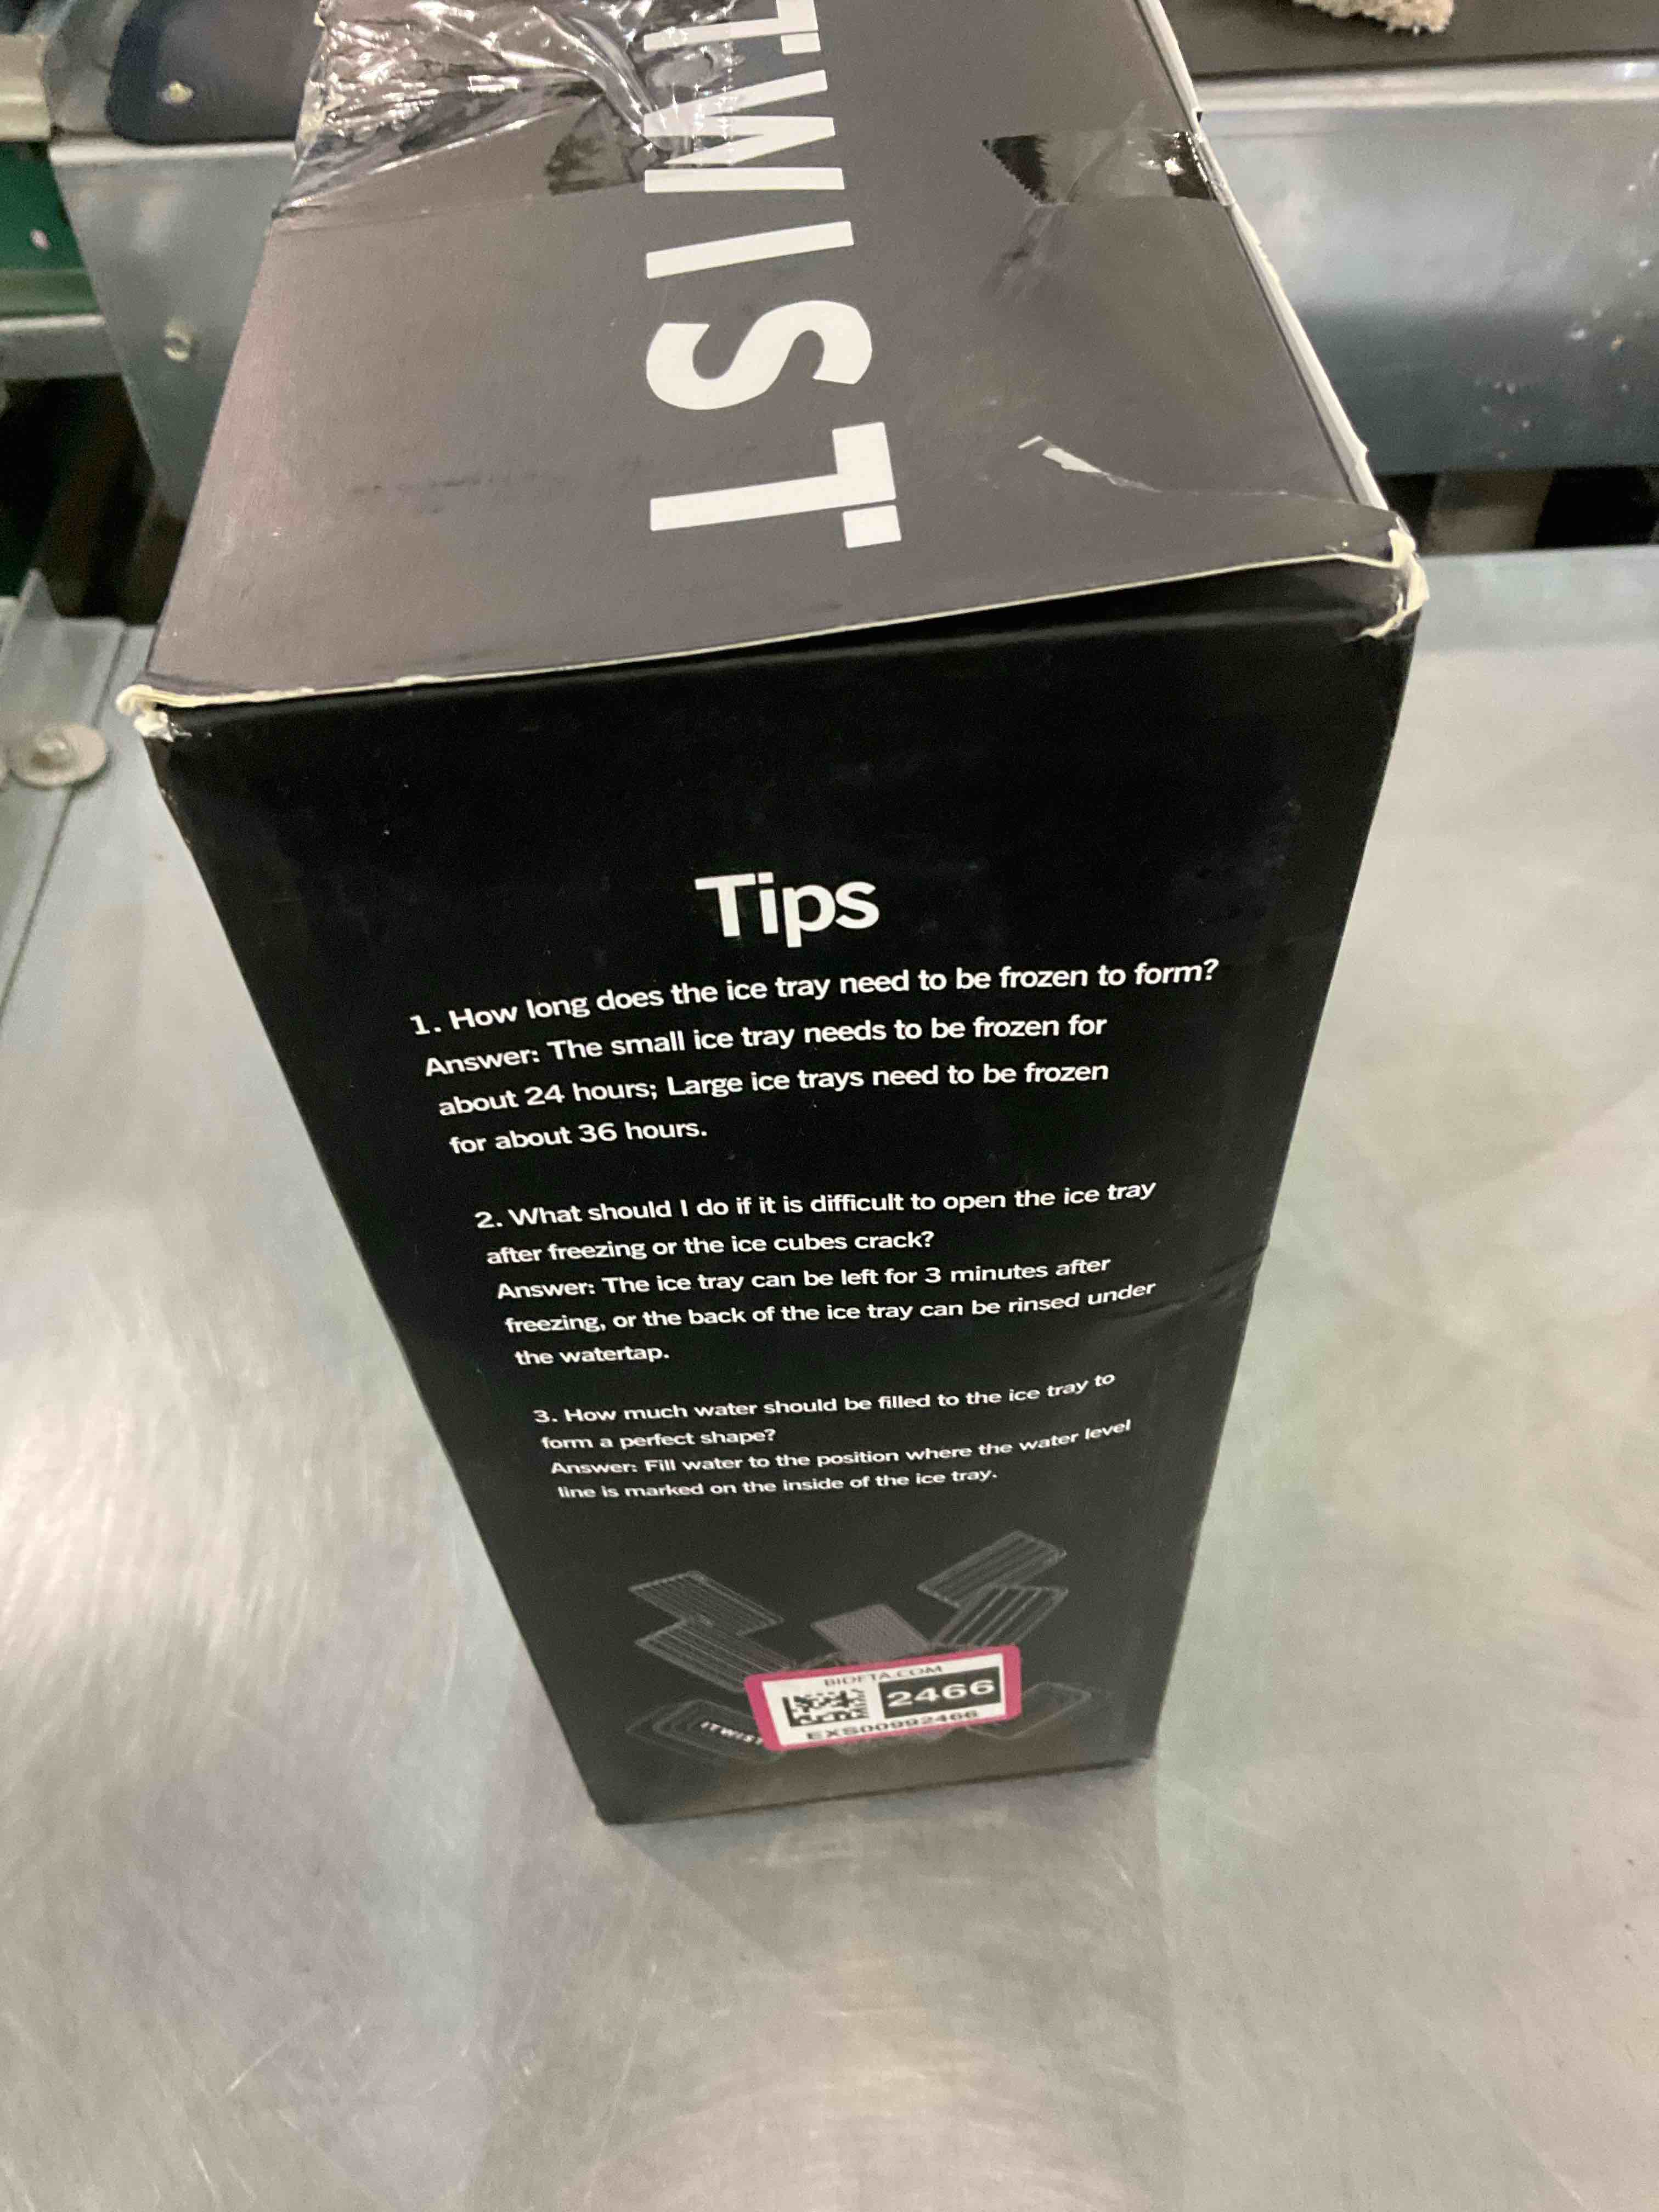 TWIST
Tips
1. How long does the ice tray need to be frozen to form?
Answer: The small ice tray needs to be frozen for
about 24 hours; Large ice trays need to be frozen
for about 36 hours.
2. What should I do if it is difficult to open the ice tray
after freezing or the ice cubes crack?
Answer: The ice tray can be left for 3 minutes after
freezing, or the back of the ice tray can be rinsed under
the watertap.
3. How much water should be filled to the ice tray to
form a perfect shape?
Answer: Fill water to the position where the water level
line is marked on the inside of the ice tray.
BIDFTA.COM
2466
EXS00992466
ITWIST